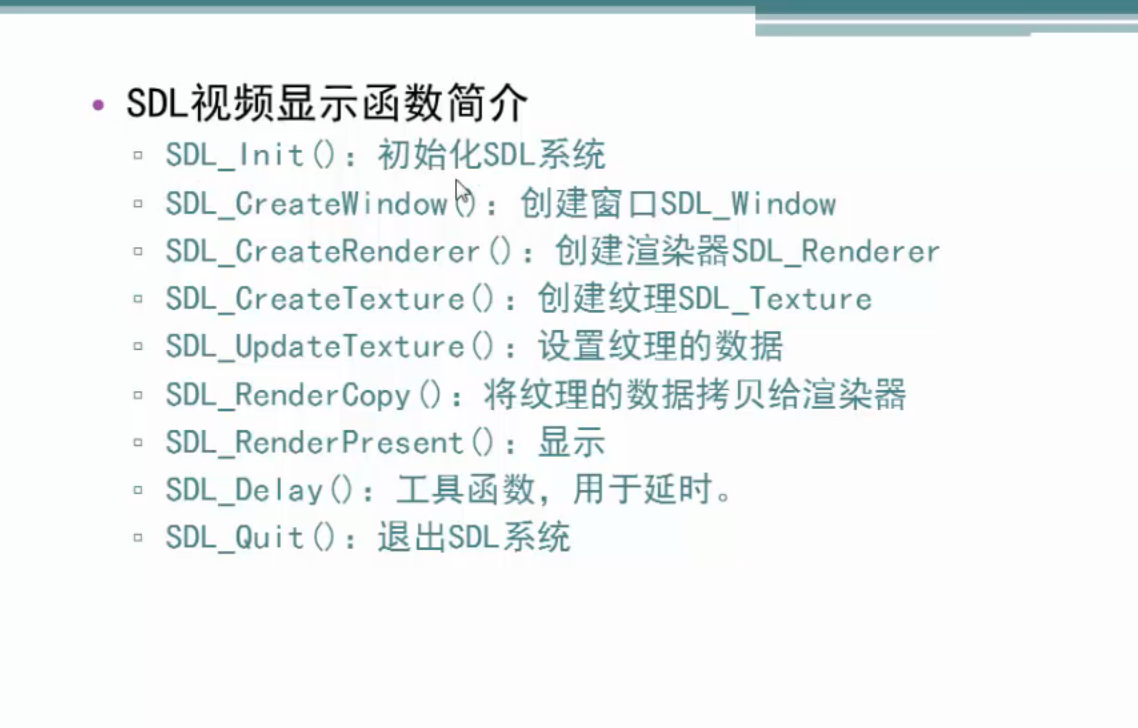 SDL视频显示函数简介
SDL_Init()：初始化SDL系统
SDL_CreateWindow()：创建窗口SDL_Window
SDL_CreateRenderer()：创建渲染器SDL_Renderer
SDL_CreateTexture()：创建纹理SDL_Texture
SDL_UpdateTexture()：设置纹理的数据
SDL_RenderCopy()：将纹理的数据拷贝给渲染器
SDL_RenderPresent()：显示
SDL_Delay()：工具函数，用于延时。
SDL_Quit()：退出SDL系统